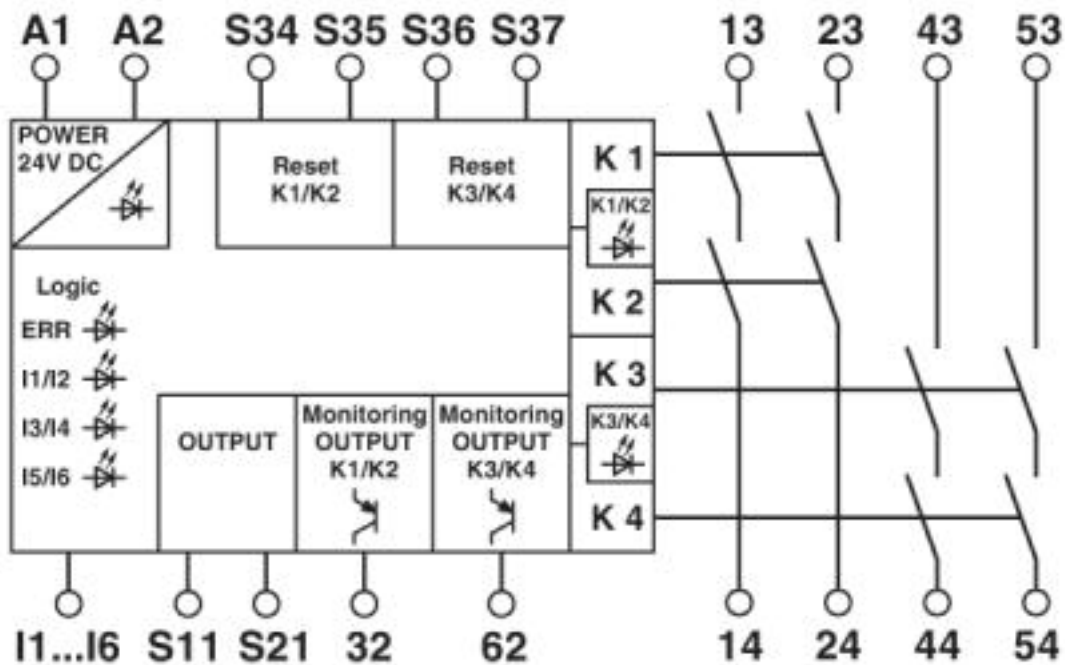 A1 A2 S34 S35 S36 S37 13 23 43 53
POWER
24V DC
Reset
K1/K2
Reset
K3/K4
K 1
K1/K2
K 2
Logic
ERR
I1/I2
I3/I4
I5/I6
OUTPUT
Monitoring
OUTPUT
K1/K2
Monitoring
OUTPUT
K3/K4
K 3
K3/K4
K 4
I1...I6 S11 S21 32 62 14 24 44 54